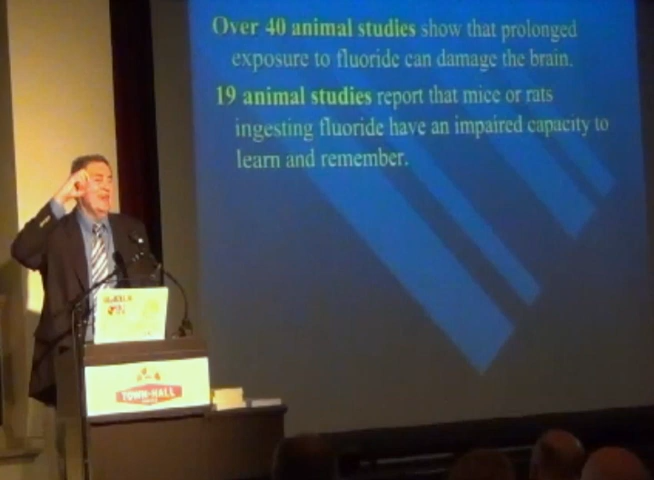 Over 40 animal studies show that prolonged
exposure to fluoride can damage the brain.
19 animal studies report that mice or rats
ingesting fluoride have an impaired capacity to
learn and remember.
TOWN-HALL